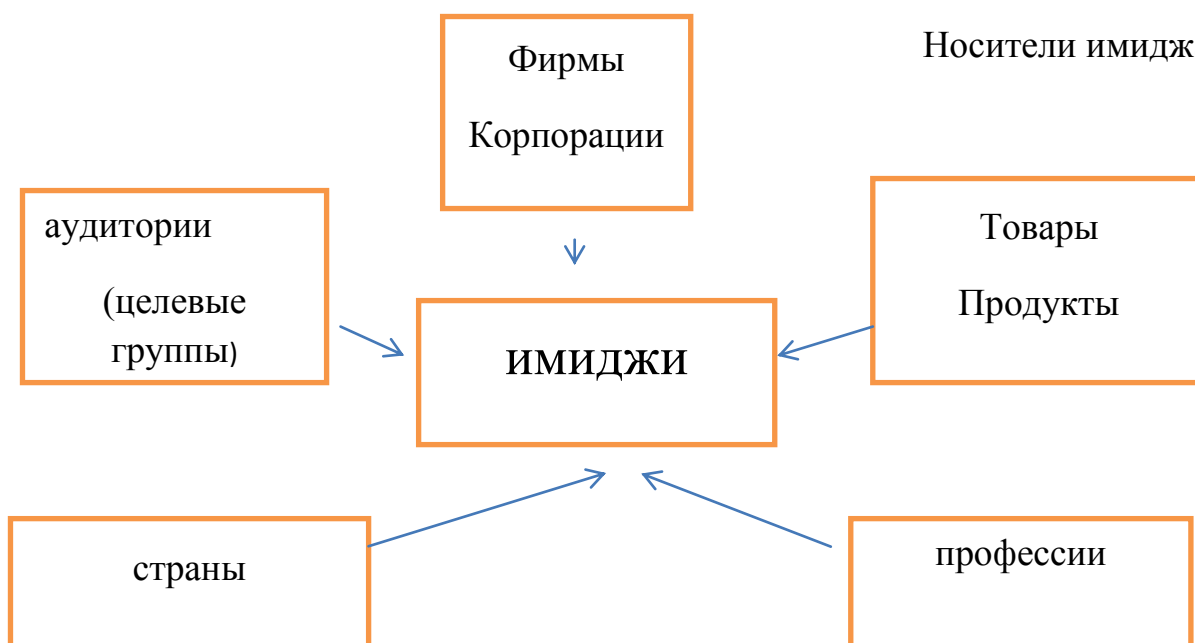 Носители имидж
Фирмы
Корпорации
аудитории
(целевые
группы)
Товары
Продукты
имиджи
страны
профессии